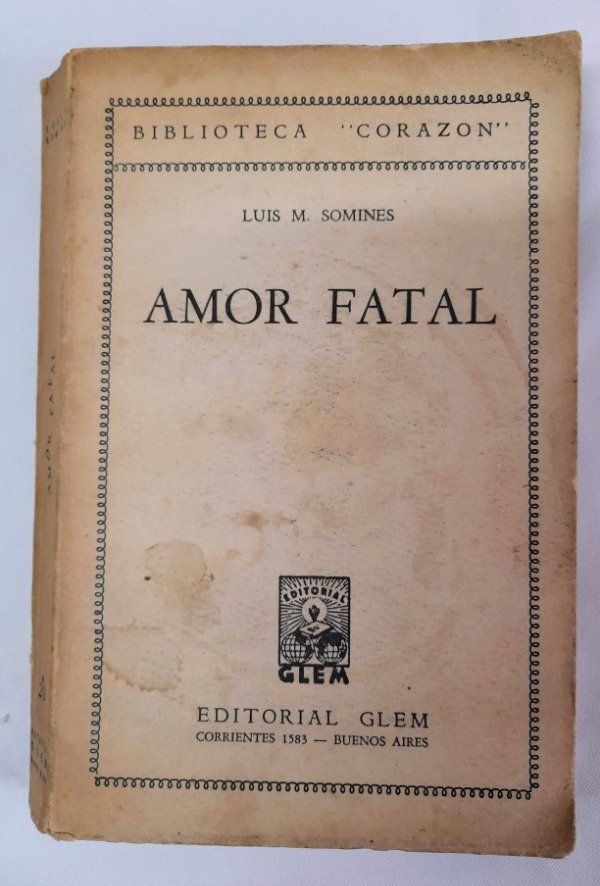 BIBLIOTECA "CORAZON"
LUIS M. SOMINES
AMOR FATAL
EDITORIAL
GLEM
EDITORIAL GLEM
CORRIENTES 1583 — BUENOS AIRES
AMOR FATAL